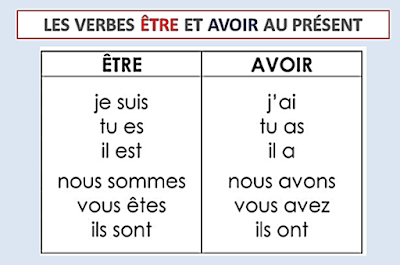 LES VERBES ÊTRE ET AVOIR AU PRÉSENT
ÊTRE
je suis
tu es
il est
nous sommes
vous êtes
ils sont
AVOIR
j'ai
tu as
il a
nous avons
vous avez
ils ont